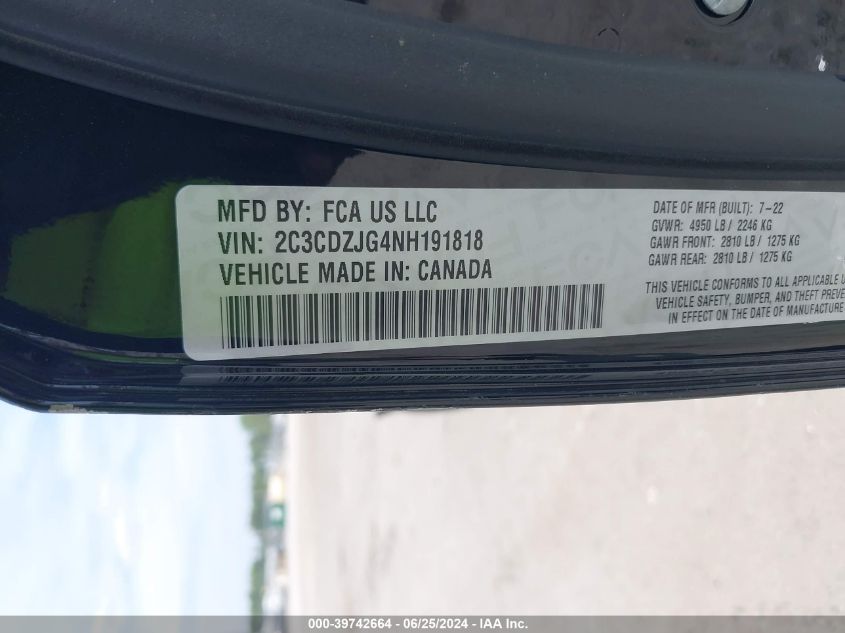 MFD BY: FCA US LLC
VIN: 2C3CDZJG4NH191818
VEHICLE MADE IN: CANADA
DATE OF MFR (BUILT): 7-22
GVWR: 4950 LB / 2246 KG
GAWR FRONT: 2810 LB / 1275 KG
GAWR REAR: 2810 LB / 1275 KG
THIS VEHICLE CONFORMS TO ALL APPLICABLE U
VEHICLE SAFETY, BUMPER, AND THEFT PREVE
IN EFFECT ON THE DATE OF MANUFACTURE
000-39742664 - 06/25/2024 - IAA Inc.